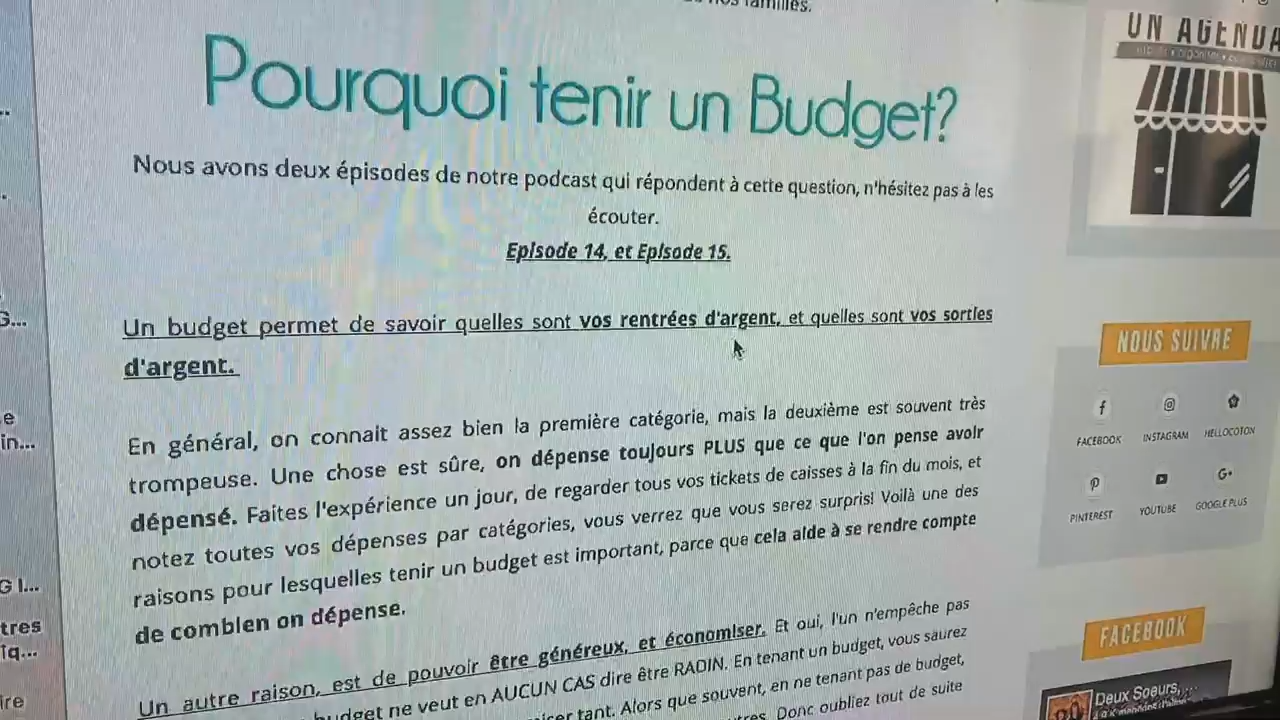 familles.
Pourquoi tenir un Budget?
Nous avons deux épisodes de notre podcast qui répondent à cette question, n'hésitez pas à les
écouter.
Episode 14, et Episode 15.
Un budget permet de savoir quelles sont vos rentrées d'argent, et quelles sont vos sorties
d'argent.
En général, on connait assez bien la première catégorie, mais la deuxième est souvent très
trompeuse. Une chose est sûre, on dépense toujours PLUS que ce que l'on pense avoir
dépensé. Faites l'expérience un jour, de regarder tous vos tickets de caisses à la fin du mois, et
notez toutes vos dépenses par catégories, vous verrez que vous serez surpris! Voilà une des
raisons pour lesquelles tenir un budget est important, parce que cela aide à se rendre compte
de combien on dépense.
Un autre raison, est de pouvoir être généreux, et économiser. Et oui, l'un n'empêche pas
budget ne veut en AUCUN CAS dire être RADIN. En tenant un budget, vous saurez
tant. Alors que souvent, en ne tenant pas de budget,
Donc oubliez tout de suite
UN AGENDA
NOUS SUIVRE
FACEBOOK
INSTAGRAM
HELLOCOTON
PINTEREST
YOUTUBE
GOOGLE PLUS
FACEBOOK
Deux Soeurs,...
G...
e
in...
G l...
tres
iq...
ire